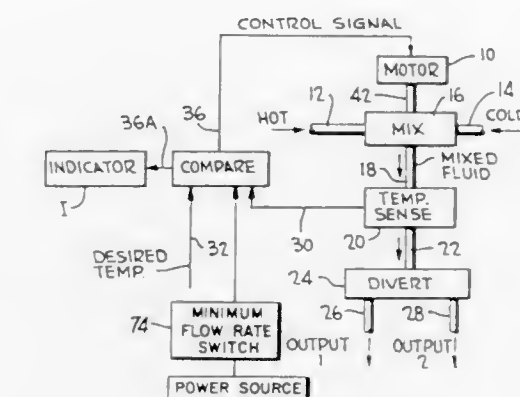 CONTROL SIGNAL
10
MOTOR
36
12
42
16
14
36A
HOT
COLD
MIX
INDICATOR
COMPARE
MIXED
FLUID
I
18
TEMP.
SENSE
30
20
22
DESIRED
TEMP.
32
24
DIVERT
MINIMUM
FLOW RATE
SWITCH
74
26
28
OUTPUT
1
OUTPUT
2
POWER SOURCE